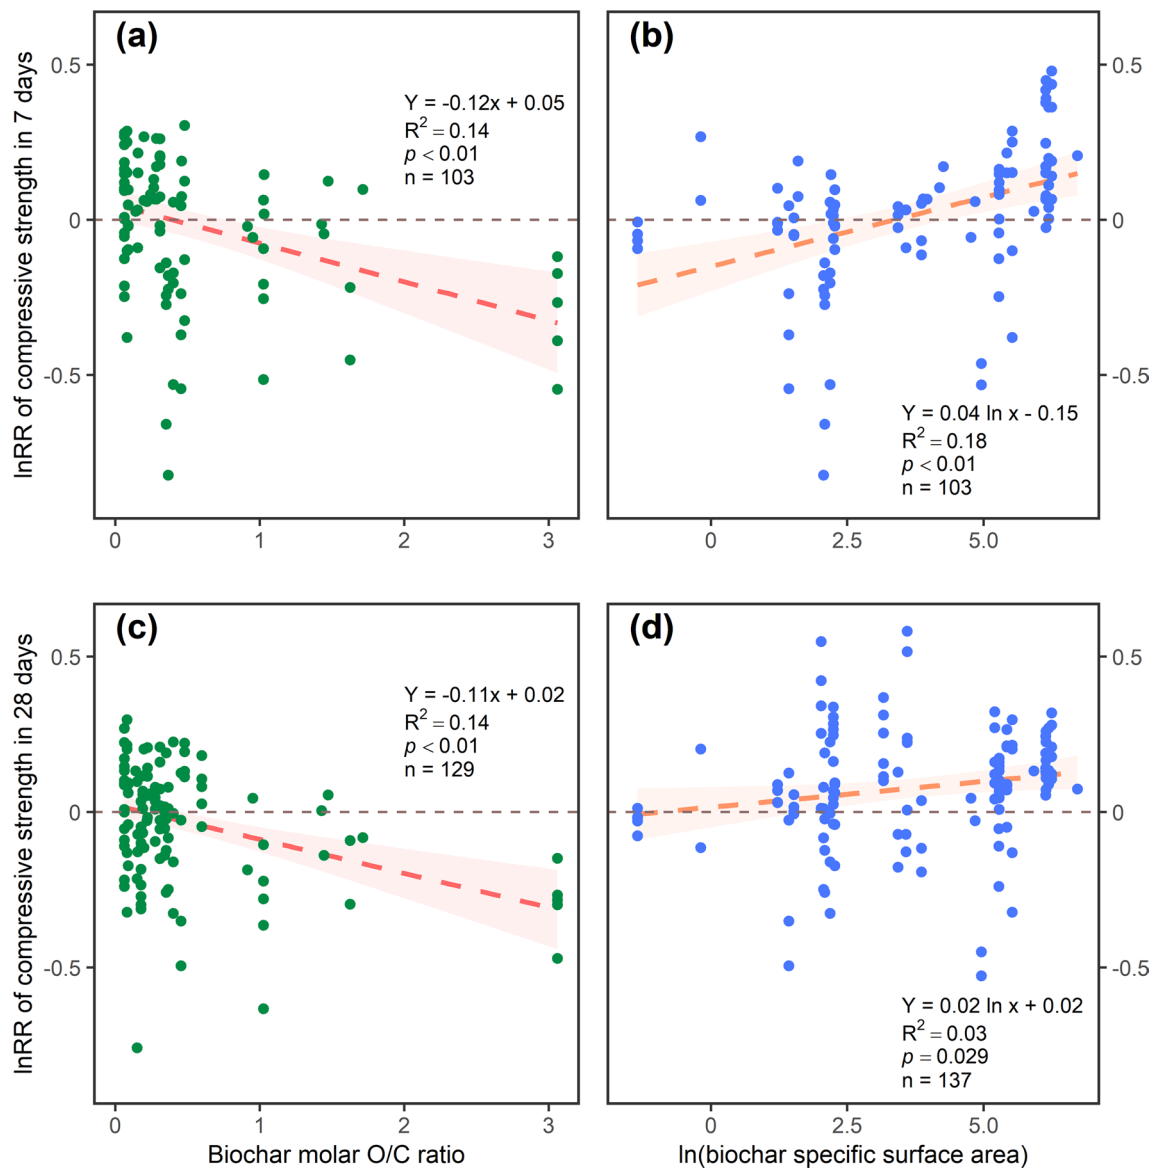 (a)
Y = -0.12x + 0.05
R² = 0.14
p < 0.01
n = 103
0.5
0
-0.5
lnRR of compressive strength in 7 days
0 1 2 3
(b)
0.5
0
-0.5
Y = 0.04 ln x - 0.15
R² = 0.18
p < 0.01
n = 103
0 2.5 5.0
(c)
Y = -0.11x + 0.02
R² = 0.14
p < 0.01
n = 129
0.5
0
-0.5
lnRR of compressive strength in 28 days
0 1 2 3
Biochar molar O/C ratio
(d)
0.5
0
-0.5
Y = 0.02 ln x + 0.02
R² = 0.03
p = 0.029
n = 137
0 2.5 5.0
ln(biochar specific surface area)